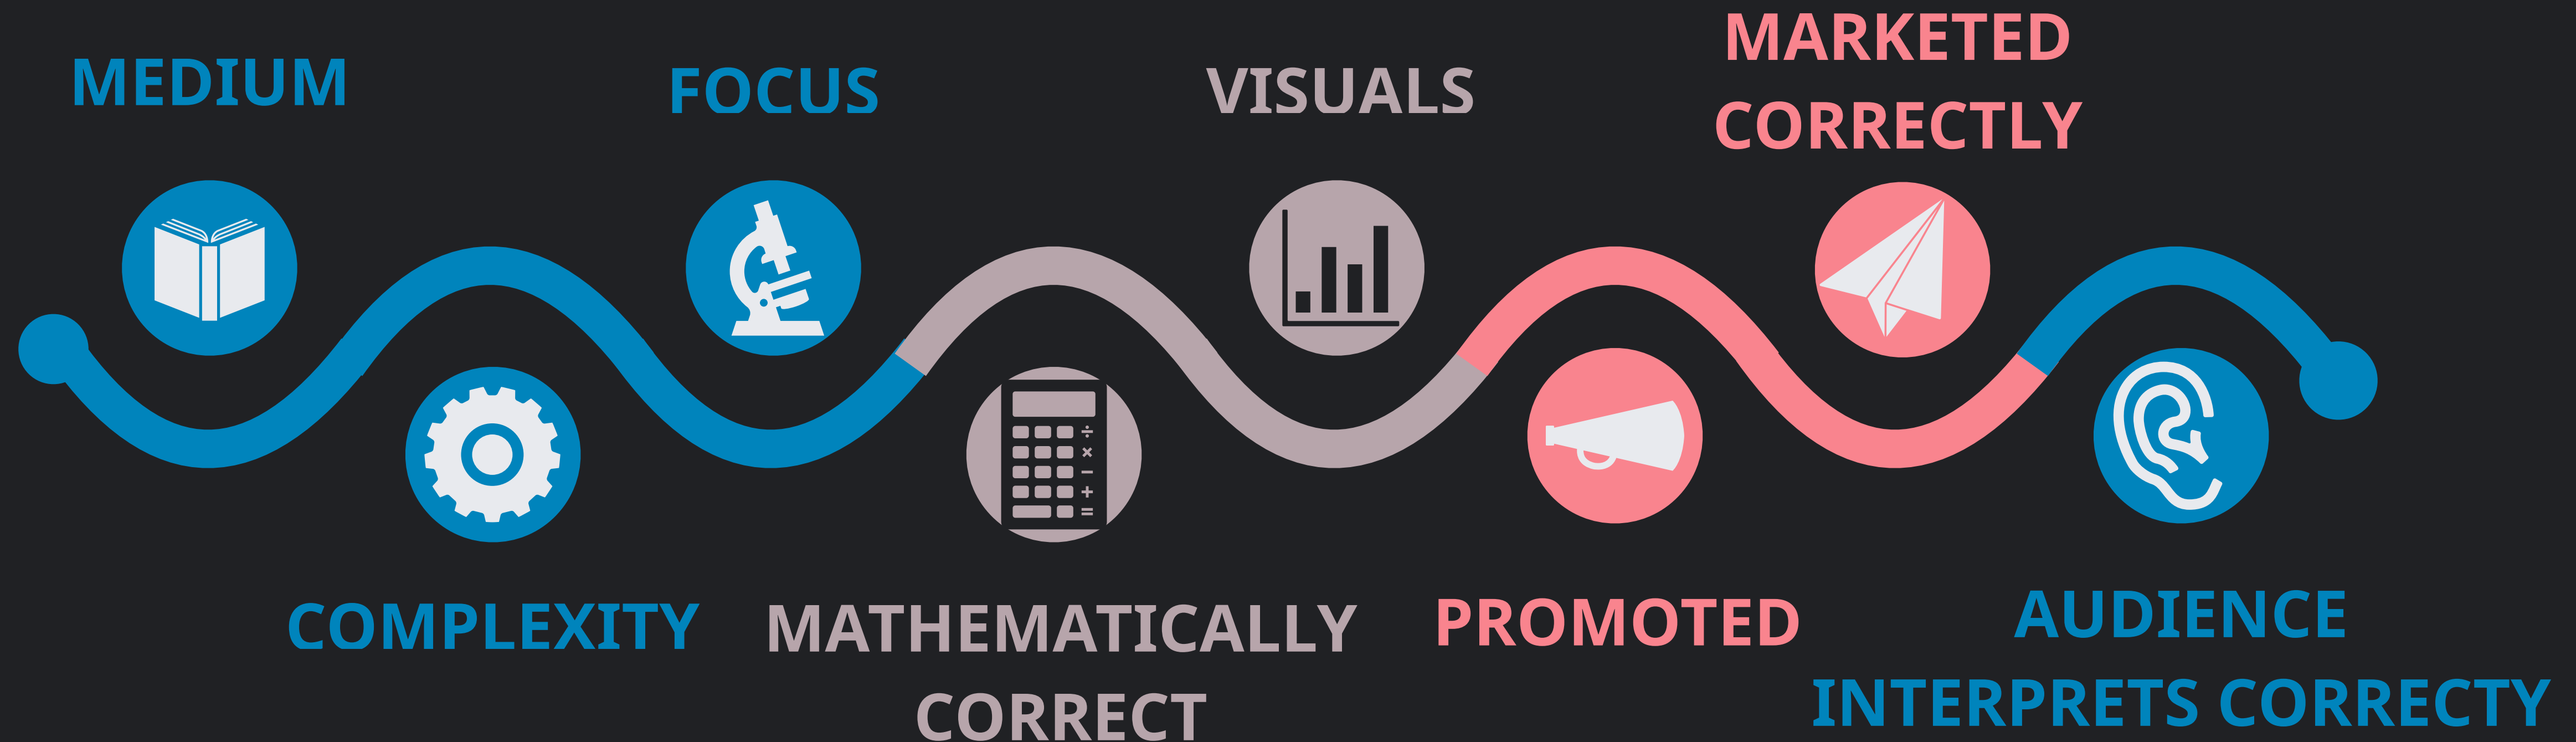 MEDIUM
COMPLEXITY
FOCUS
MATHEMATICALLY
CORRECT
VISUALS
PROMOTED
MARKETED
CORRECTLY
AUDIENCE
INTERPRETS CORRECTY
÷
×
−
+
=